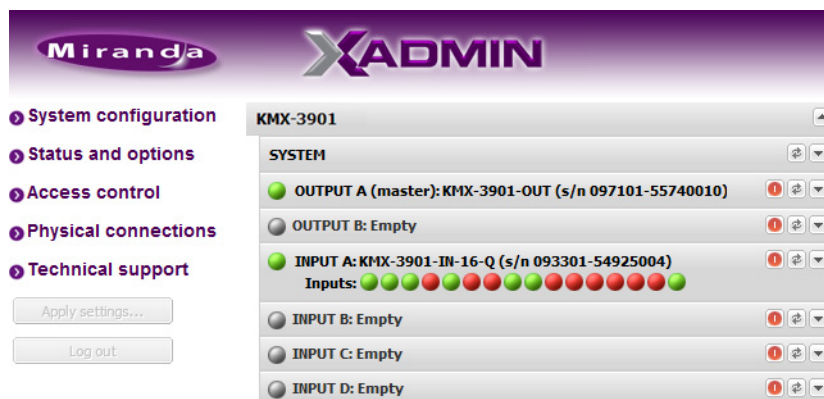 Miranda
XADMIN
System configuration
Status and options
Access control
Physical connections
Technical support
Apply settings...
Log out
KMX-3901
SYSTEM
OUTPUT A (master): KMX-3901-OUT (s/n 097101-55740010)
OUTPUT B: Empty
INPUT A: KMX-3901-IN-16-Q (s/n 093301-54925004)
Inputs:
INPUT B: Empty
INPUT C: Empty
INPUT D: Empty